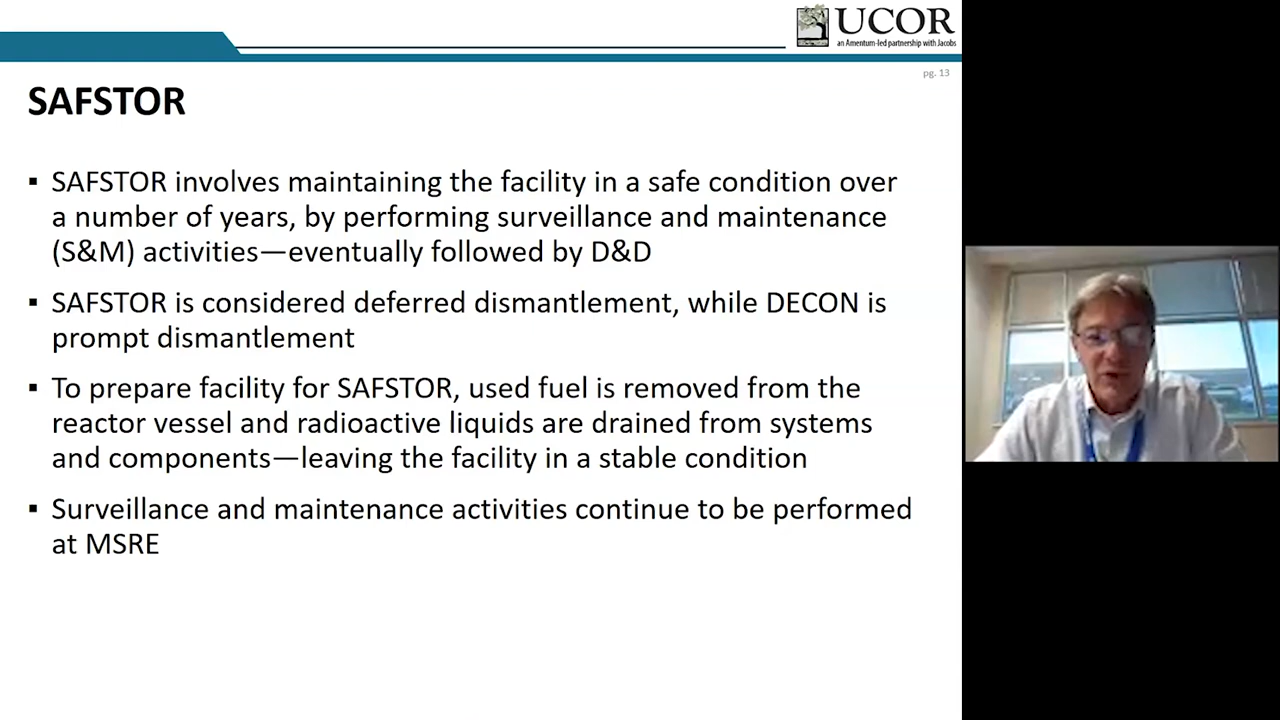 UCOR
an Amentum-led partnership with Jacobs
pg. 13
SAFSTOR
▪ SAFSTOR involves maintaining the facility in a safe condition over
a number of years, by performing surveillance and maintenance
(S&M) activities—eventually followed by D&D
▪ SAFSTOR is considered deferred dismantlement, while DECON is
prompt dismantlement
▪ To prepare facility for SAFSTOR, used fuel is removed from the
reactor vessel and radioactive liquids are drained from systems
and components—leaving the facility in a stable condition
▪ Surveillance and maintenance activities continue to be performed
at MSRE